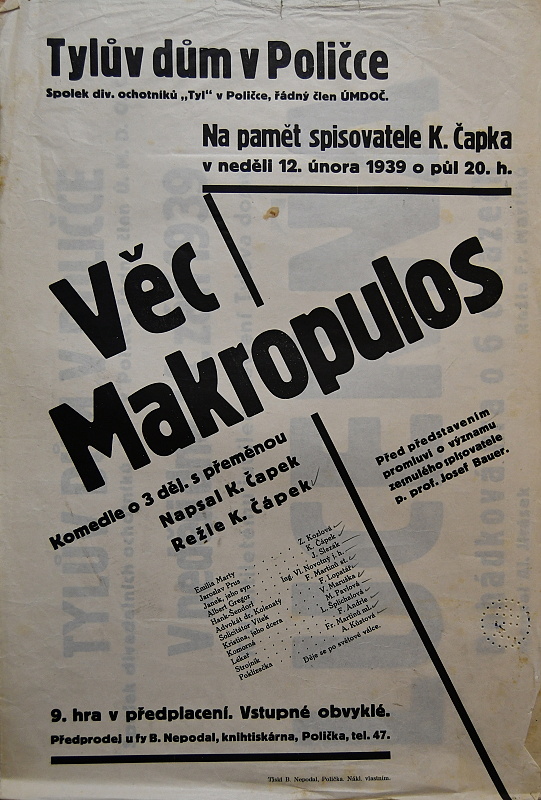 Tylův dům v Poličce
Spolek div. ochotníků „Tyl“ v Poličce, řádný člen ÚMDOČ.
Na pamět spisovatele K. Čapka
v neděli 12. února 1939 o půl 20. h.
Věc
Makropulos
Komedie o 3 děj. s přeměnou
Napsal K. Čapek
Režie K. Čápek
Před představením
promluví o významu
zesnulého spisovatele
p. prof. Josef Bauer.
Emilia Marty Z. Kozlová
Jaroslav Prus K. Čápek
Janek, jeho syn J. Slezák
Albert Gregor Ing. Vl. Novotný j. h.
Hauk-Šendorf F. Martinů st.
Advokát dr. Kolenatý F. Lopatář
Solicitátor Vítek V. Maruška
Kristina, jeho dcera M. Pavlová
Komorná L. Šplíchalová
Lékař F. Andrle
Strojník Fr. Martinů ml.
Poklízečka A. Kůstová
Děje se po světové válce.
9. hra v předplacení. Vstupné obvyklé.
Předprodej u fy B. Nepodal, knihtiskárna, Polička, tel. 47.
Tiskl B. Nepodal, Polička. Nákl. vlastním.